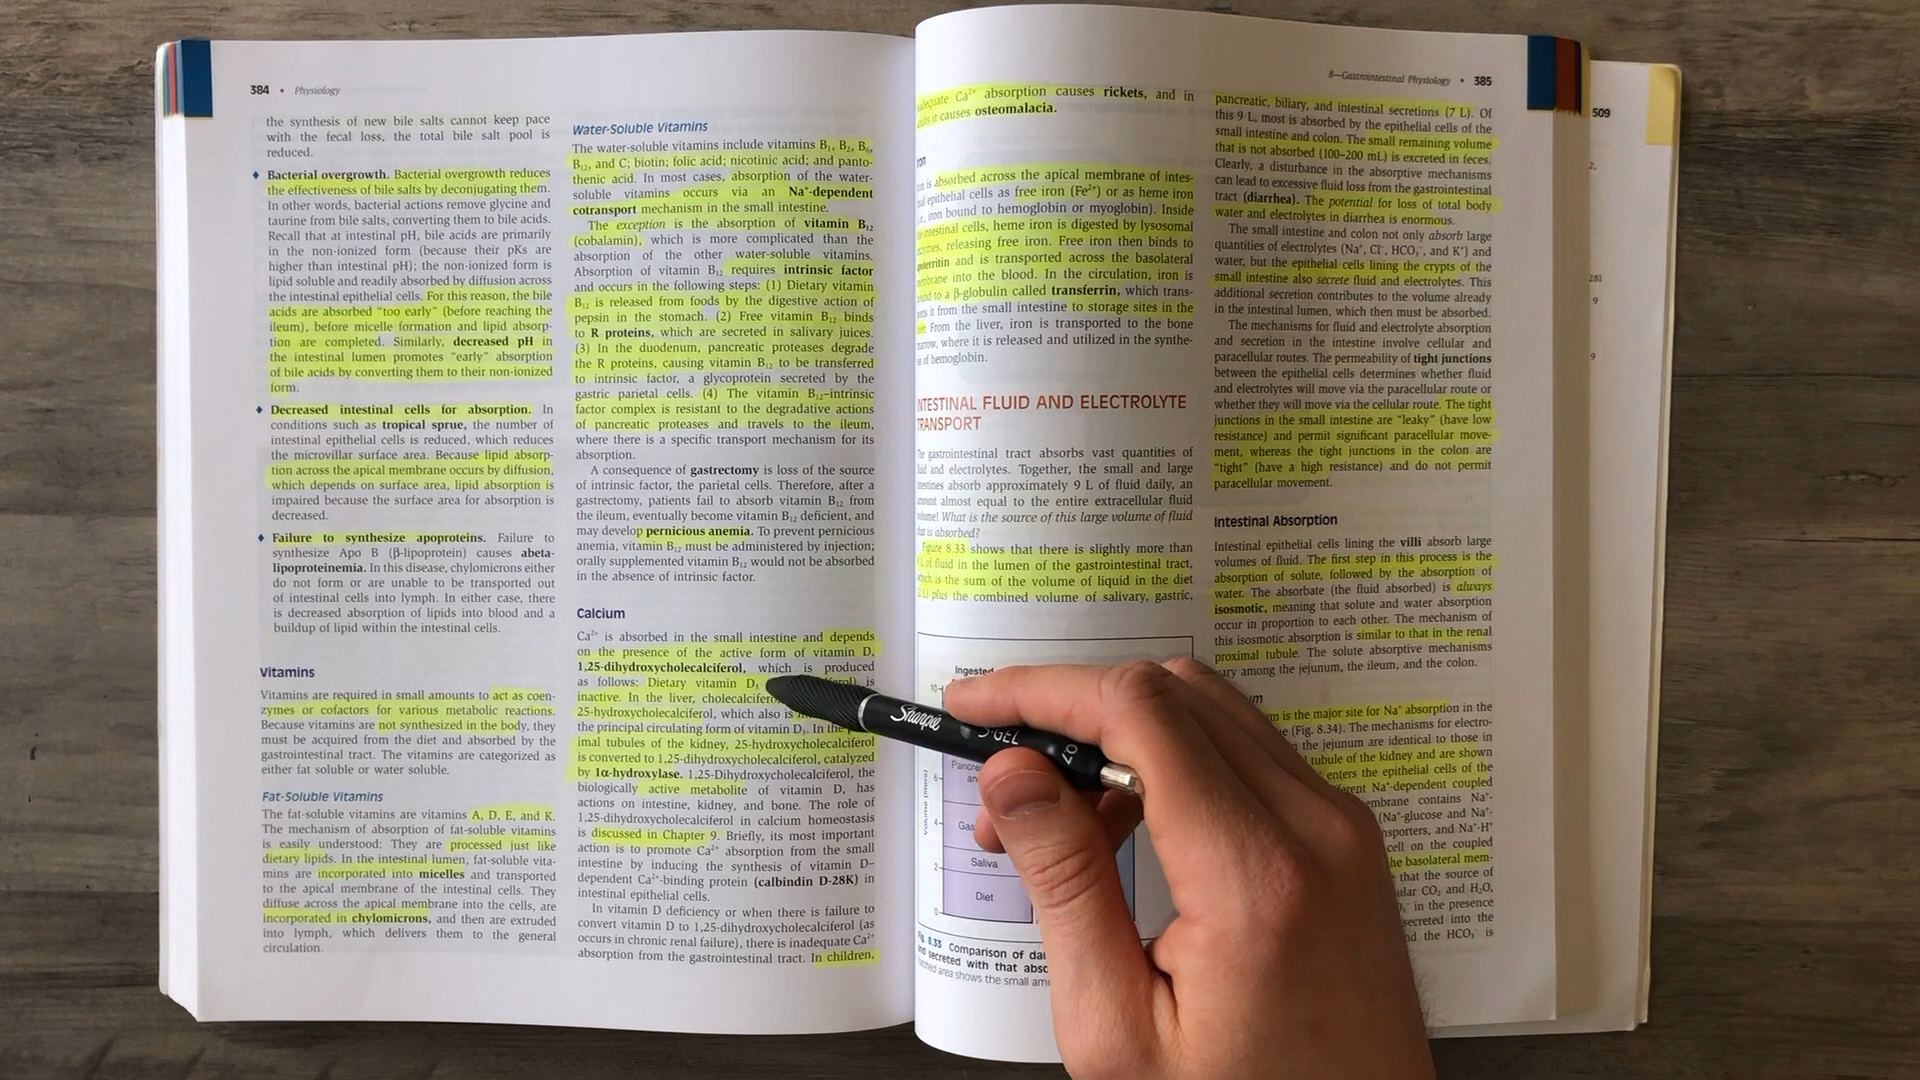 384 • Physiology
the synthesis of new bile salts cannot keep pace
with the fecal loss, the total bile salt pool is
reduced.
♦ Bacterial overgrowth. Bacterial overgrowth reduces
the effectiveness of bile salts by deconjugating them.
In other words, bacterial actions remove glycine and
taurine from bile salts, converting them to bile acids.
Recall that at intestinal pH, bile acids are primarily
in the non-ionized form (because their pKs are
higher than intestinal pH); the non-ionized form is
lipid soluble and readily absorbed by diffusion across
the intestinal epithelial cells. For this reason, the bile
acids are absorbed “too early” (before reaching the
ileum), before micelle formation and lipid absorp-
tion are completed. Similarly, decreased pH in
the intestinal lumen promotes “early” absorption
of bile acids by converting them to their non-ionized
form.
♦ Decreased intestinal cells for absorption. In
conditions such as tropical sprue, the number of
intestinal epithelial cells is reduced, which reduces
the microvillar surface area. Because lipid absorp-
tion across the apical membrane occurs by diffusion,
which depends on surface area, lipid absorption is
impaired because the surface area for absorption is
decreased.
♦ Failure to synthesize apoproteins. Failure to
synthesize Apo B (β-lipoprotein) causes abeta-
lipoproteinemia. In this disease, chylomicrons either
do not form or are unable to be transported out
of intestinal cells into lymph. In either case, there
is decreased absorption of lipids into blood and a
buildup of lipid within the intestinal cells.
Vitamins
Vitamins are required in small amounts to act as coen-
zymes or cofactors for various metabolic reactions.
Because vitamins are not synthesized in the body, they
must be acquired from the diet and absorbed by the
gastrointestinal tract. The vitamins are categorized as
either fat soluble or water soluble.
Fat-Soluble Vitamins
The fat-soluble vitamins are vitamins A, D, E, and K.
The mechanism of absorption of fat-soluble vitamins
is easily understood: They are processed just like
dietary lipids. In the intestinal lumen, fat-soluble vita-
mins are incorporated into micelles and transported
to the apical membrane of the intestinal cells. They
diffuse across the apical membrane into the cells, are
incorporated in chylomicrons, and then are extruded
into lymph, which delivers them to the general
circulation.
Water-Soluble Vitamins
The water-soluble vitamins include vitamins B₁, B₂, B₆,
B₁₂, and C; biotin; folic acid; nicotinic acid; and panto-
thenic acid. In most cases, absorption of the water-
soluble vitamins occurs via an Na⁺-dependent
cotransport mechanism in the small intestine.
The exception is the absorption of vitamin B₁₂
(cobalamin), which is more complicated than the
absorption of the other water-soluble vitamins.
Absorption of vitamin B₁₂ requires intrinsic factor
and occurs in the following steps: (1) Dietary vitamin
B₁₂ is released from foods by the digestive action of
pepsin in the stomach. (2) Free vitamin B₁₂ binds
to R proteins, which are secreted in salivary juices.
(3) In the duodenum, pancreatic proteases degrade
the R proteins, causing vitamin B₁₂ to be transferred
to intrinsic factor, a glycoprotein secreted by the
gastric parietal cells. (4) The vitamin B₁₂–intrinsic
factor complex is resistant to the degradative actions
of pancreatic proteases and travels to the ileum,
where there is a specific transport mechanism for its
absorption.
A consequence of gastrectomy is loss of the source
of intrinsic factor, the parietal cells. Therefore, after a
gastrectomy, patients fail to absorb vitamin B₁₂ from
the ileum, eventually become vitamin B₁₂ deficient, and
may develop pernicious anemia. To prevent pernicious
anemia, vitamin B₁₂ must be administered by injection;
orally supplemented vitamin B₁₂ would not be absorbed
in the absence of intrinsic factor.
Calcium
Ca²⁺ is absorbed in the small intestine and depends
on the presence of the active form of vitamin D,
1,25-dihydroxycholecalciferol, which is produced
as follows: Dietary vitamin D₃ is
inactive. In the liver, cholecalciferol
25-hydroxycholecalciferol, which also is
the principal circulating form of vitamin D₃. In the
imal tubules of the kidney, 25-hydroxycholecalciferol
is converted to 1,25-dihydroxycholecalciferol, catalyzed
by 1α-hydroxylase. 1,25-Dihydroxycholecalciferol, the
biologically active metabolite of vitamin D, has
actions on intestine, kidney, and bone. The role of
1,25-dihydroxycholecalciferol in calcium homeostasis
is discussed in Chapter 9. Briefly, its most important
action is to promote Ca²⁺ absorption from the small
intestine by inducing the synthesis of vitamin D–
dependent Ca²⁺-binding protein (calbindin D-28K) in
intestinal epithelial cells.
In vitamin D deficiency or when there is failure to
convert vitamin D to 1,25-dihydroxycholecalciferol (as
occurs in chronic renal failure), there is inadequate Ca²⁺
absorption from the gastrointestinal tract. In children,
Sharpie
S·GEL
0.7
8—Gastrointestinal Physiology • 385
Ca²⁺ absorption causes rickets, and in
it causes osteomalacia.
is absorbed across the apical membrane of intes-
epithelial cells as free iron (Fe²⁺) or as heme iron
iron bound to hemoglobin or myoglobin). Inside
intestinal cells, heme iron is digested by lysosomal
releasing free iron. Free iron then binds to
and is transported across the basolateral
into the blood. In the circulation, iron is
to a β-globulin called transferrin, which trans-
it from the small intestine to storage sites in the
From the liver, iron is transported to the bone
where it is released and utilized in the synthe-
of hemoglobin.
INTESTINAL FLUID AND ELECTROLYTE
TRANSPORT
The gastrointestinal tract absorbs vast quantities of
fluid and electrolytes. Together, the small and large
intestines absorb approximately 9 L of fluid daily, an
amount almost equal to the entire extracellular fluid
volume! What is the source of this large volume of fluid
that is absorbed?
Figure 8.33 shows that there is slightly more than
L of fluid in the lumen of the gastrointestinal tract,
which is the sum of the volume of liquid in the diet
(2 L) plus the combined volume of salivary, gastric,
Ingested
10
6
4
2
0
Volume (liters)
Saliva
Diet
Fig. 8.33 Comparison of
secreted with that
area shows the small
pancreatic, biliary, and intestinal secretions (7 L). Of
this 9 L, most is absorbed by the epithelial cells of the
small intestine and colon. The small remaining volume
that is not absorbed (100–200 mL) is excreted in feces.
Clearly, a disturbance in the absorptive mechanisms
can lead to excessive fluid loss from the gastrointestinal
tract (diarrhea). The potential for loss of total body
water and electrolytes in diarrhea is enormous.
The small intestine and colon not only absorb large
quantities of electrolytes (Na⁺, Cl⁻, HCO₃⁻, and K⁺) and
water, but the epithelial cells lining the crypts of the
small intestine also secrete fluid and electrolytes. This
additional secretion contributes to the volume already
in the intestinal lumen, which then must be absorbed.
The mechanisms for fluid and electrolyte absorption
and secretion in the intestine involve cellular and
paracellular routes. The permeability of tight junctions
between the epithelial cells determines whether fluid
and electrolytes will move via the paracellular route or
whether they will move via the cellular route. The tight
junctions in the small intestine are “leaky” (have low
resistance) and permit significant paracellular move-
ment, whereas the tight junctions in the colon are
“tight” (have a high resistance) and do not permit
paracellular movement.
Intestinal Absorption
Intestinal epithelial cells lining the villi absorb large
volumes of fluid. The first step in this process is the
absorption of solute, followed by the absorption of
water. The absorbate (the fluid absorbed) is always
isosmotic, meaning that solute and water absorption
occur in proportion to each other. The mechanism of
this isosmotic absorption is similar to that in the renal
proximal tubule. The solute absorptive mechanisms
vary among the jejunum, the ileum, and the colon.
is the major site for Na⁺ absorption in the
(Fig. 8.34). The mechanisms for electro-
the jejunum are identical to those in
tubule of the kidney and are shown
enters the epithelial cells of the
Na⁺-dependent coupled
contains Na⁺-
(Na⁺-glucose and Na⁺-
and Na⁺-H⁺
cell on the coupled
the basolateral mem-
that the source of
CO₂ and H₂O,
in the presence
secreted into the
the HCO₃⁻ is
509
2,
281
9
9